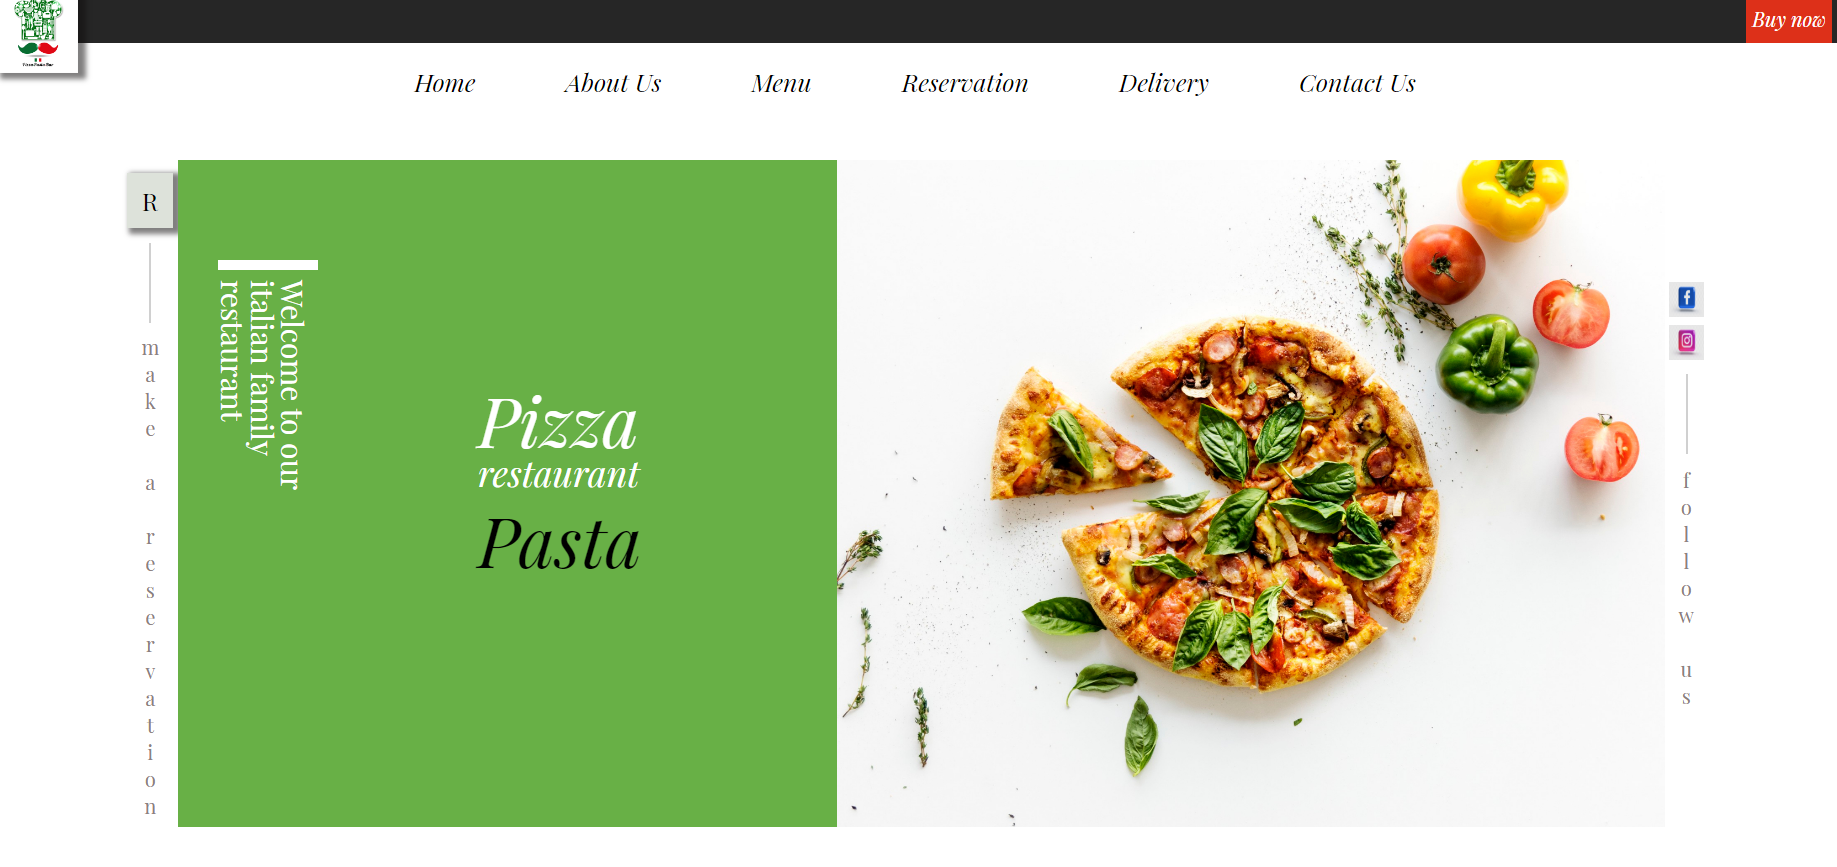 Buy now
Home
About Us
Menu
Reservation
Delivery
Contact Us
R
make a reservation
Welcome to our
italian family
restaurant
Pizza
restaurant
Pasta
follow us